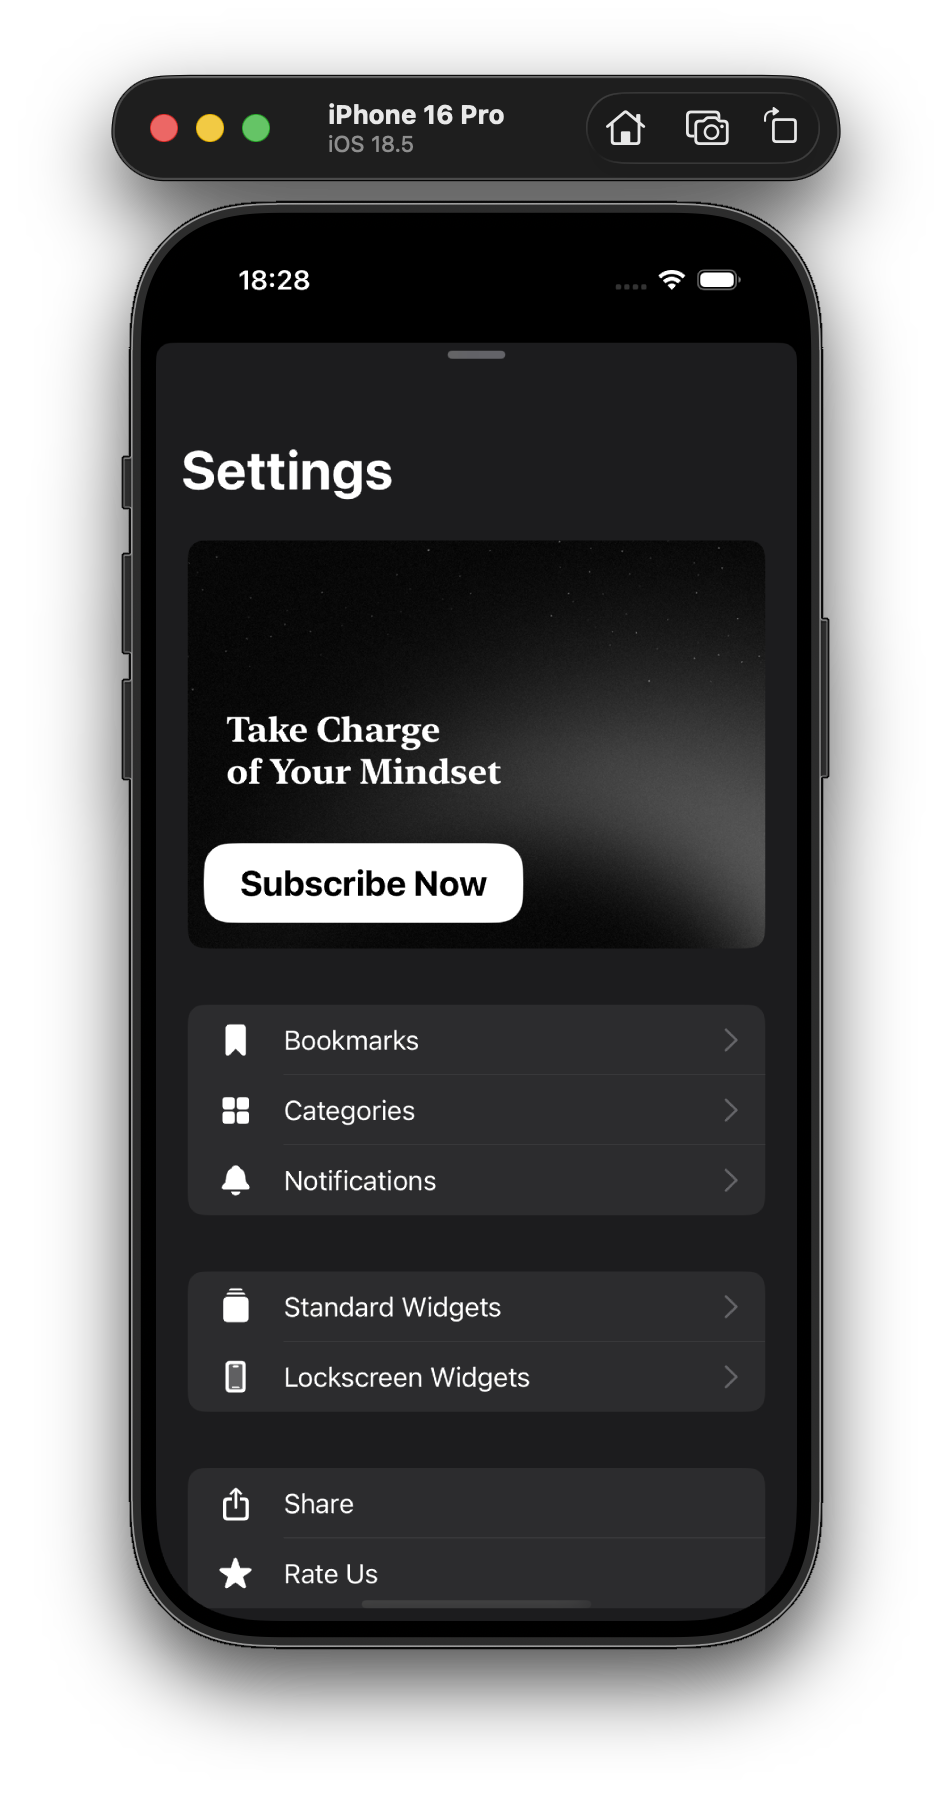 iPhone 16 Pro
iOS 18.5
18:28
Settings
Take Charge
of Your Mindset
Subscribe Now
Bookmarks
Categories
Notifications
Standard Widgets
Lockscreen Widgets
Share
Rate Us